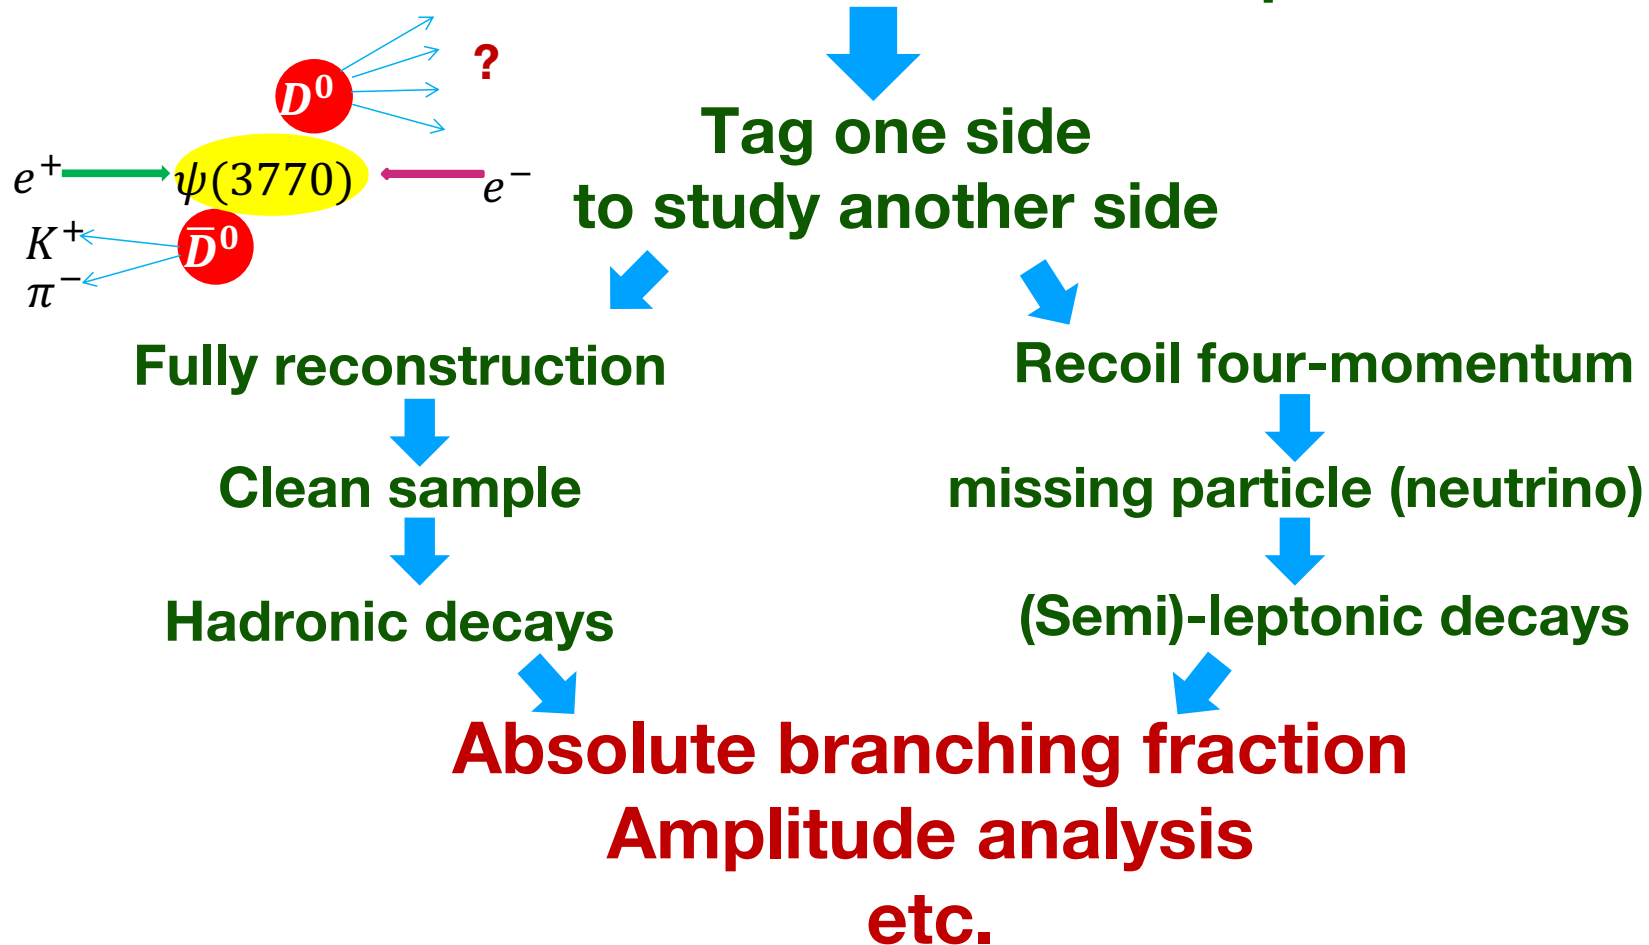 ?
D⁰
Tag one side
to study another side
e⁺
ψ(3770)
e⁻
K⁺
D̅⁰
π⁻
Fully reconstruction
Recoil four-momentum
Clean sample
missing particle (neutrino)
Hadronic decays
(Semi)-leptonic decays
Absolute branching fraction
Amplitude analysis
etc.